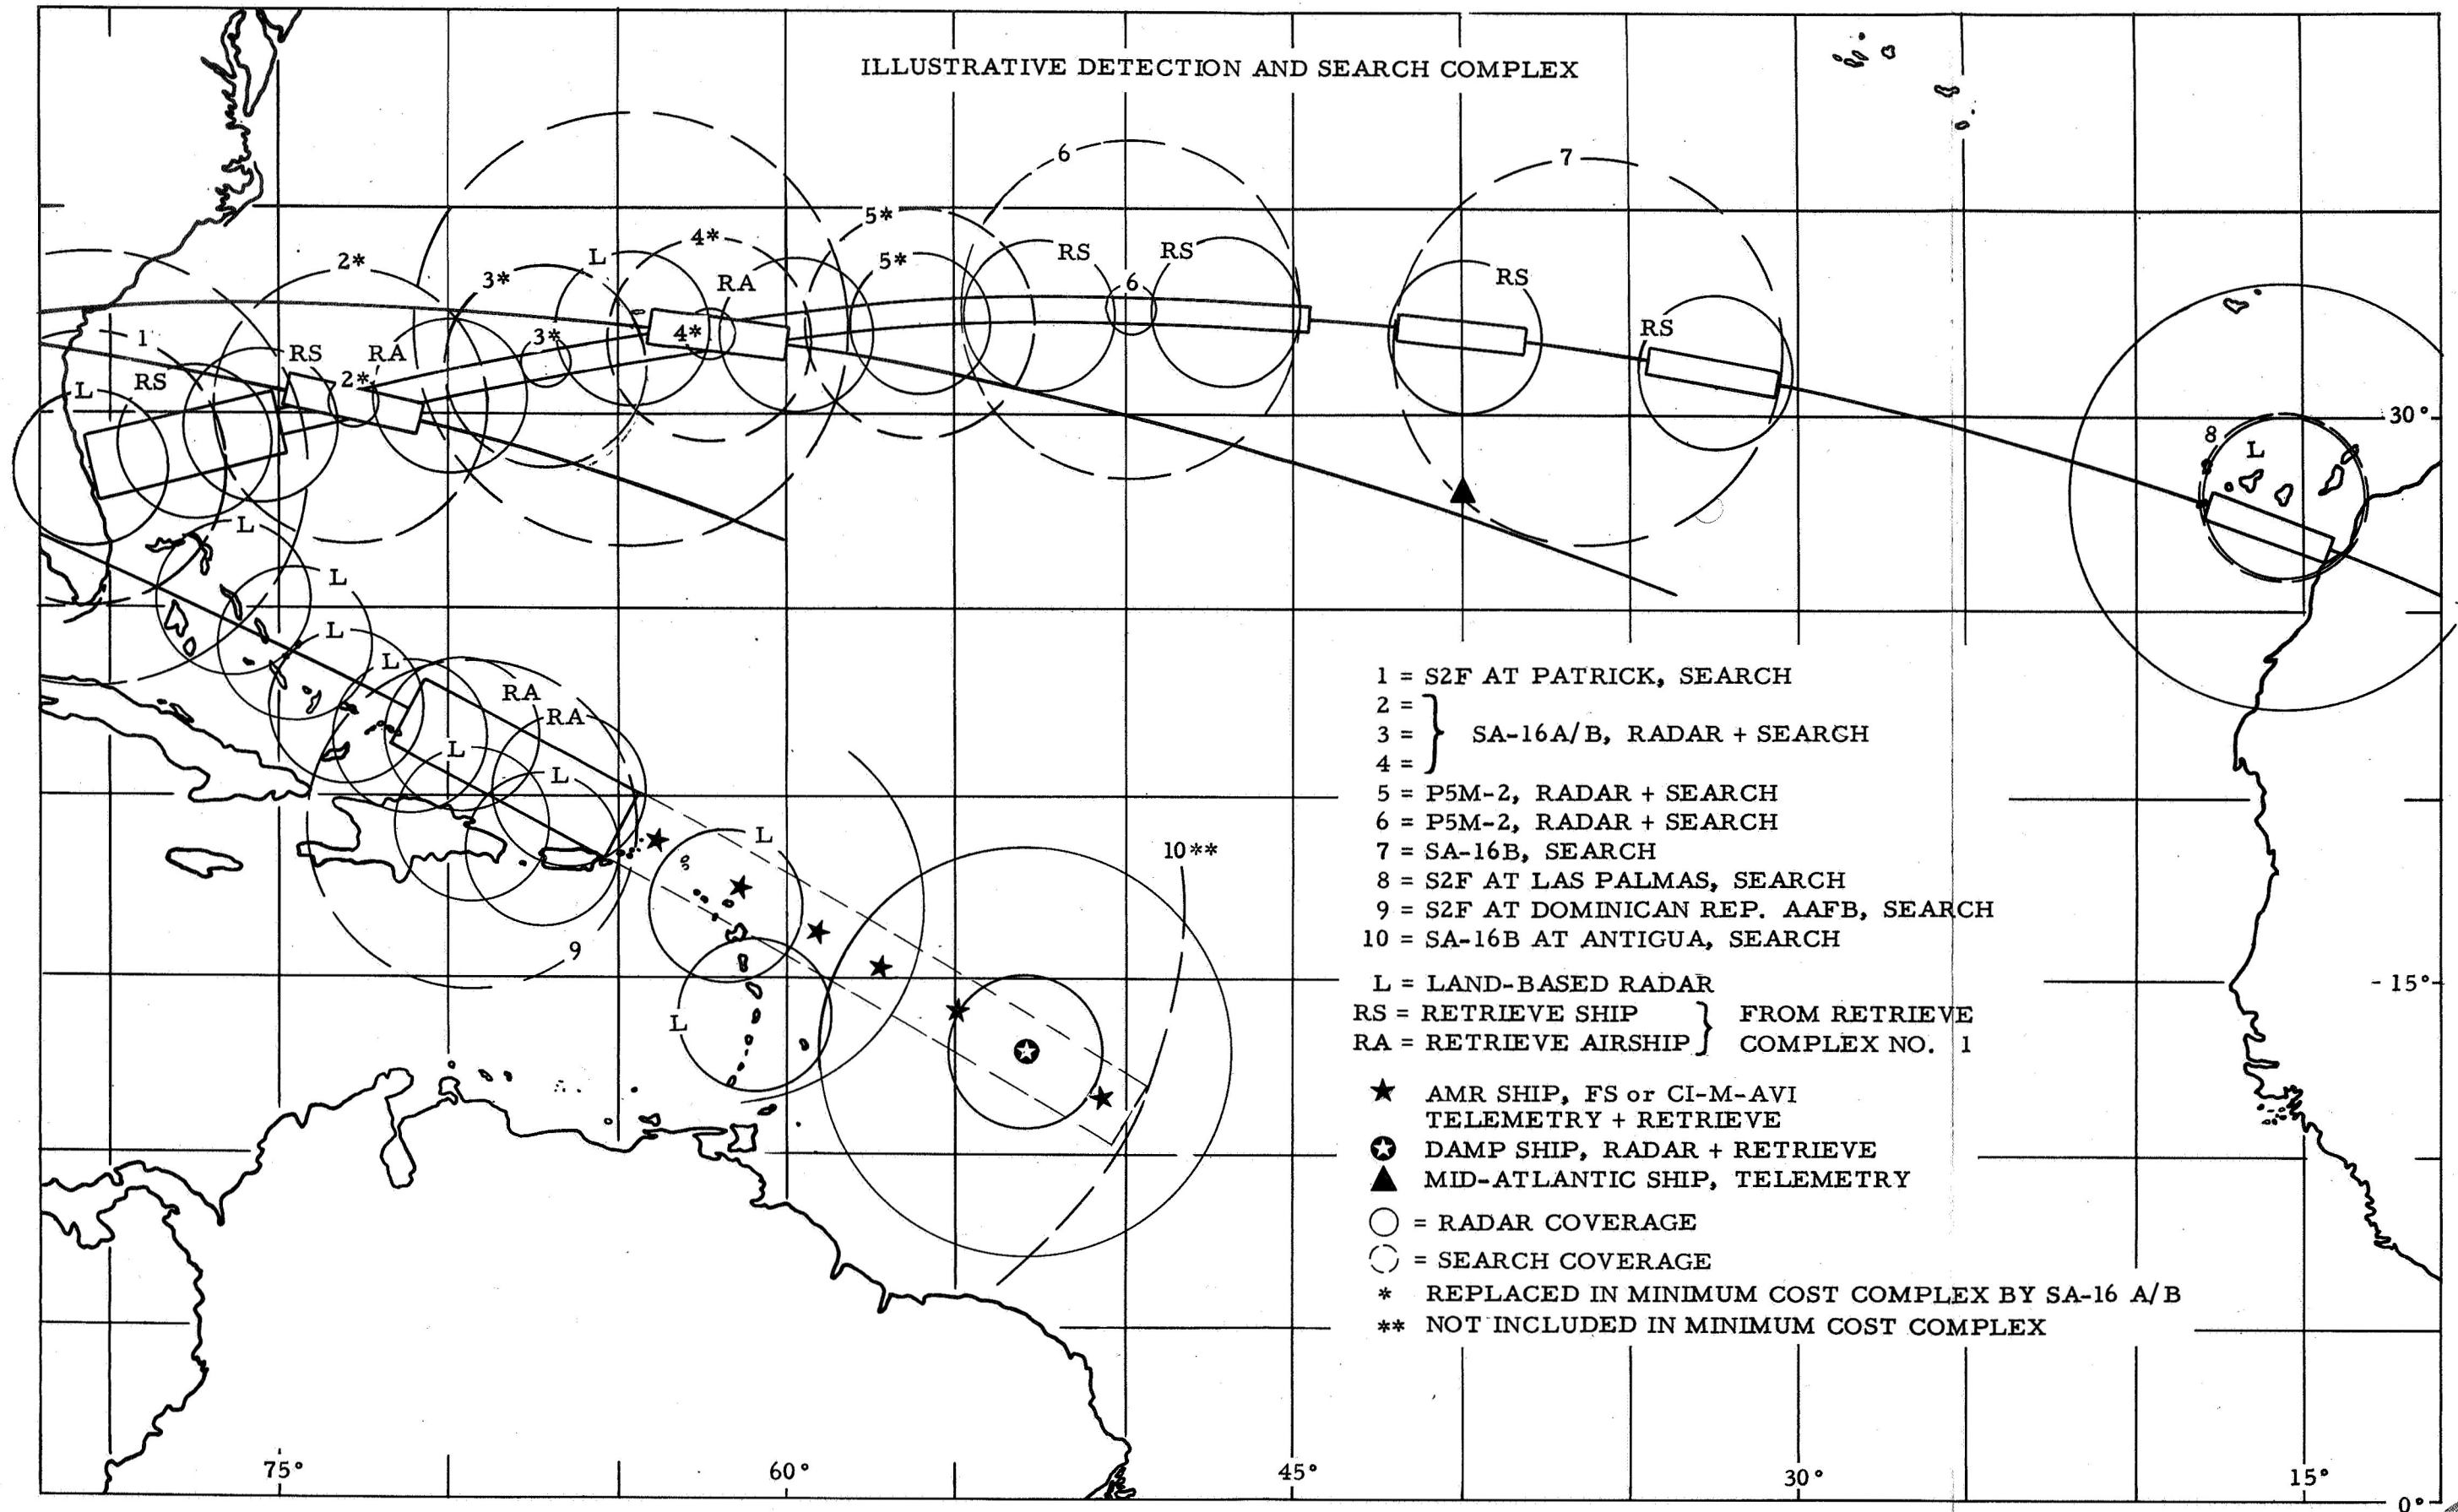 ILLUSTRATIVE DETECTION AND SEARCH COMPLEX
6
7
5*
4*
2*
L
3*
RS
RS
5*
RA
RS
6
1
RS
RA
3*
4*
RS
L
RS
2*
30°
8
L
L
L
L
L
RA
RA
L
L
L
9
L
10**
1 = S2F AT PATRICK, SEARCH
2 =
3 = } SA-16A/B, RADAR + SEARCH
4 =
5 = P5M-2, RADAR + SEARCH
6 = P5M-2, RADAR + SEARCH
7 = SA-16B, SEARCH
8 = S2F AT LAS PALMAS, SEARCH
9 = S2F AT DOMINICAN REP. AAFB, SEARCH
10 = SA-16B AT ANTIGUA, SEARCH
L = LAND-BASED RADAR
15°
RS = RETRIEVE SHIP } FROM RETRIEVE
RA = RETRIEVE AIRSHIP } COMPLEX NO. 1
★ AMR SHIP, FS or CI-M-AVI
TELEMETRY + RETRIEVE
✪ DAMP SHIP, RADAR + RETRIEVE
▲ MID-ATLANTIC SHIP, TELEMETRY
○ = RADAR COVERAGE
◌ = SEARCH COVERAGE
* REPLACED IN MINIMUM COST COMPLEX BY SA-16 A/B
** NOT INCLUDED IN MINIMUM COST COMPLEX
75°
60°
45°
30°
15°
0°